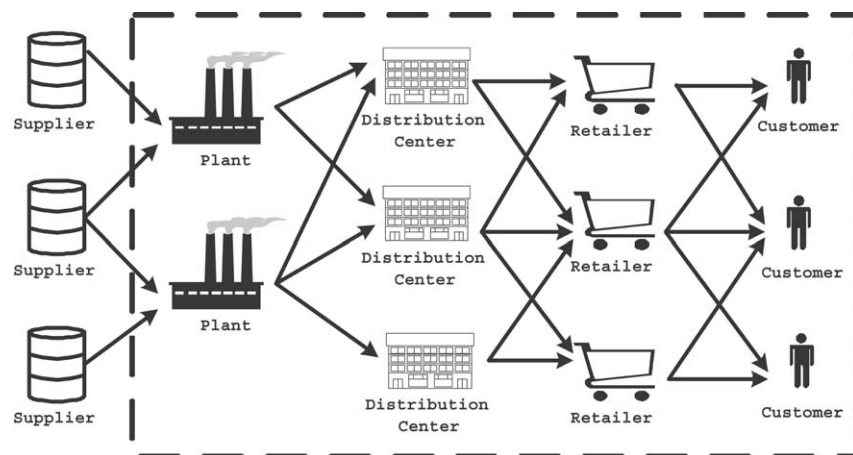 Supplier
Plant
Distribution
Center
Retailer
Customer
Supplier
Plant
Distribution
Center
Retailer
Customer
Supplier
Distribution
Center
Retailer
Customer